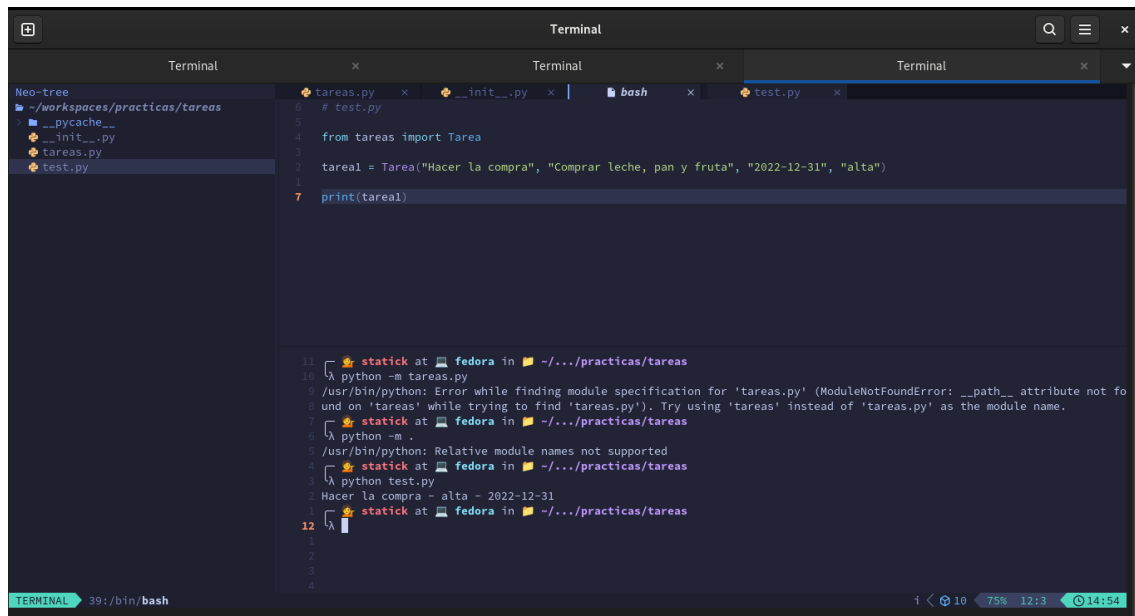 Terminal
Terminal Terminal Terminal
Neo-tree
~/workspaces/practicas/tareas
__pycache__
__init__.py
tareas.py
test.py
tareas.py __init__.py bash test.py
6 # test.py
5
4 from tareas import Tarea
3
2 tarea1 = Tarea("Hacer la compra", "Comprar leche, pan y fruta", "2022-12-31", "alta")
1
7 print(tarea1)
11 statick at fedora in ~/.../practicas/tareas
10 λ python -m tareas.py
9 /usr/bin/python: Error while finding module specification for 'tareas.py' (ModuleNotFoundError: __path__ attribute not fo
8 und on 'tareas' while trying to find 'tareas.py'). Try using 'tareas' instead of 'tareas.py' as the module name.
7 statick at fedora in ~/.../practicas/tareas
6 λ python -m .
5 /usr/bin/python: Relative module names not supported
4 statick at fedora in ~/.../practicas/tareas
3 λ python test.py
2 Hacer la compra - alta - 2022-12-31
1 statick at fedora in ~/.../practicas/tareas
12 λ
1
2
3
4
TERMINAL 39:/bin/bash i 10 75% 12:3 14:54